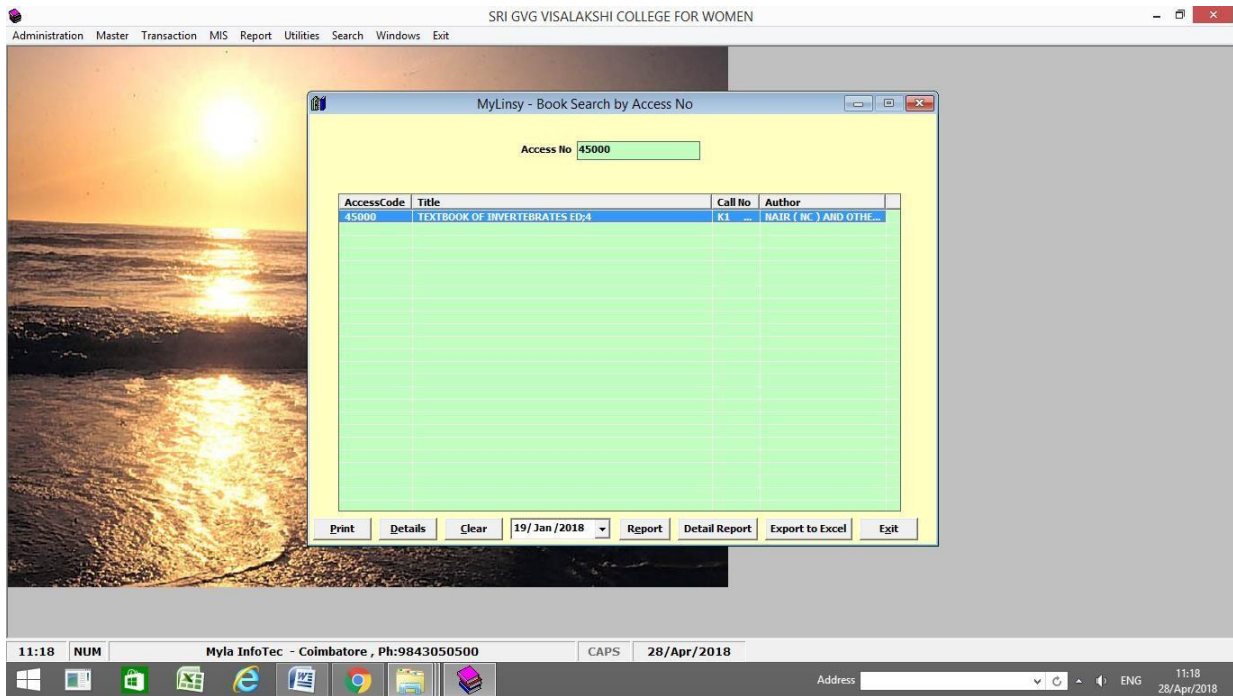 SRI GVG VISALAKSHI COLLEGE FOR WOMEN
Administration Master Transaction MIS Report Utilities Search Windows Exit
MyLinsy - Book Search by Access No
Access No 45000
AccessCode Title Call No Author
45000 TEXTBOOK OF INVERTEBRATES ED;4 K1 ... NAIR ( NC ) AND OTHE...
Print Details Clear 19/Jan/2018 Report Detail Report Export to Excel Exit
11:18 NUM Myla InfoTec - Coimbatore , Ph:9843050500 CAPS 28/Apr/2018
Address ENG 11:18
28/Apr/2018